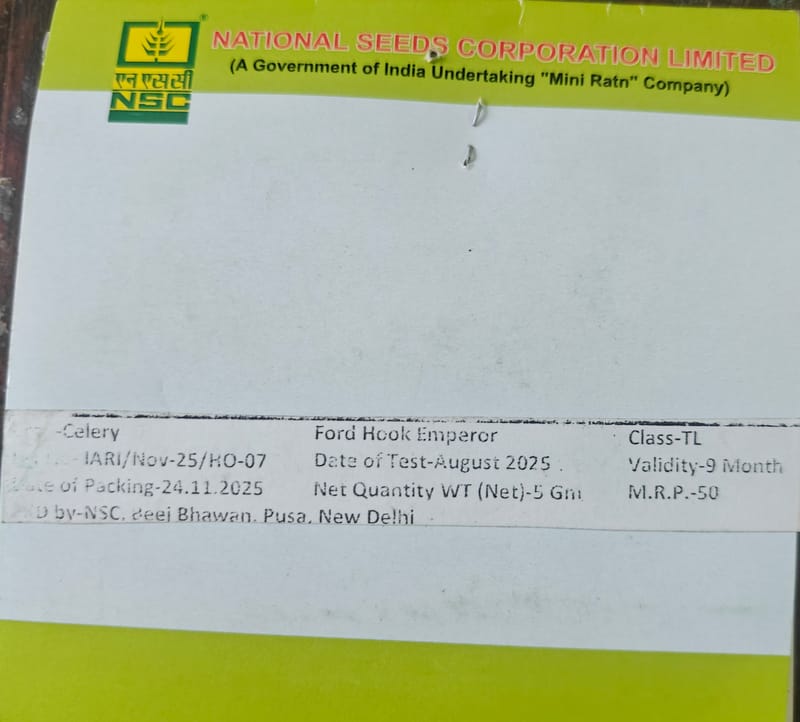 NATIONAL SEEDS CORPORATION LIMITED
(A Government of India Undertaking "Mini Ratn" Company)
एन एस सी
NSC
-Celery Ford Hook Emperor Class-TL
IARI/Nov-25/HO-07 Date of Test-August 2025 . Validity-9 Month
of Packing-24.11.2025 Net Quantity WT (Net)-5 Gm M.R.P.-50
by-NSC, Beej Bhawan, Pusa, New Delhi